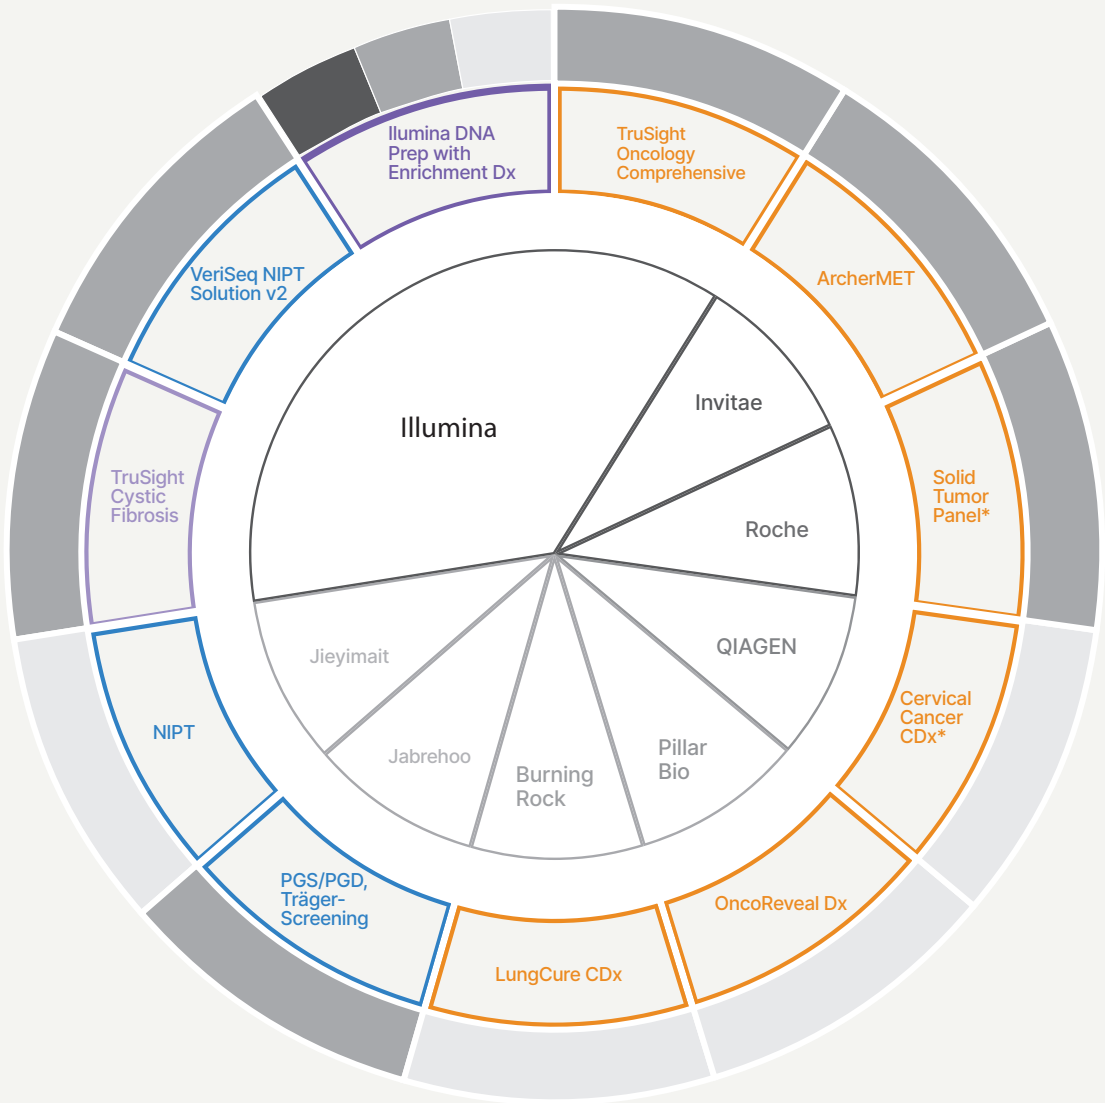 Ilumina DNA
Prep with
Enrichment Dx
TruSight
Oncology
Comprehensive
ArcherMET
Solid
Tumor
Panel*
Cervical
Cancer
CDx*
OncoReveal Dx
LungCure CDx
PGS/PGD,
Träger-
Screening
NIPT
TruSight
Cystic
Fibrosis
VeriSeq NIPT
Solution v2
Illumina
Invitae
Roche
QIAGEN
Pillar
Bio
Burning
Rock
Jabrehoo
Jieyimait